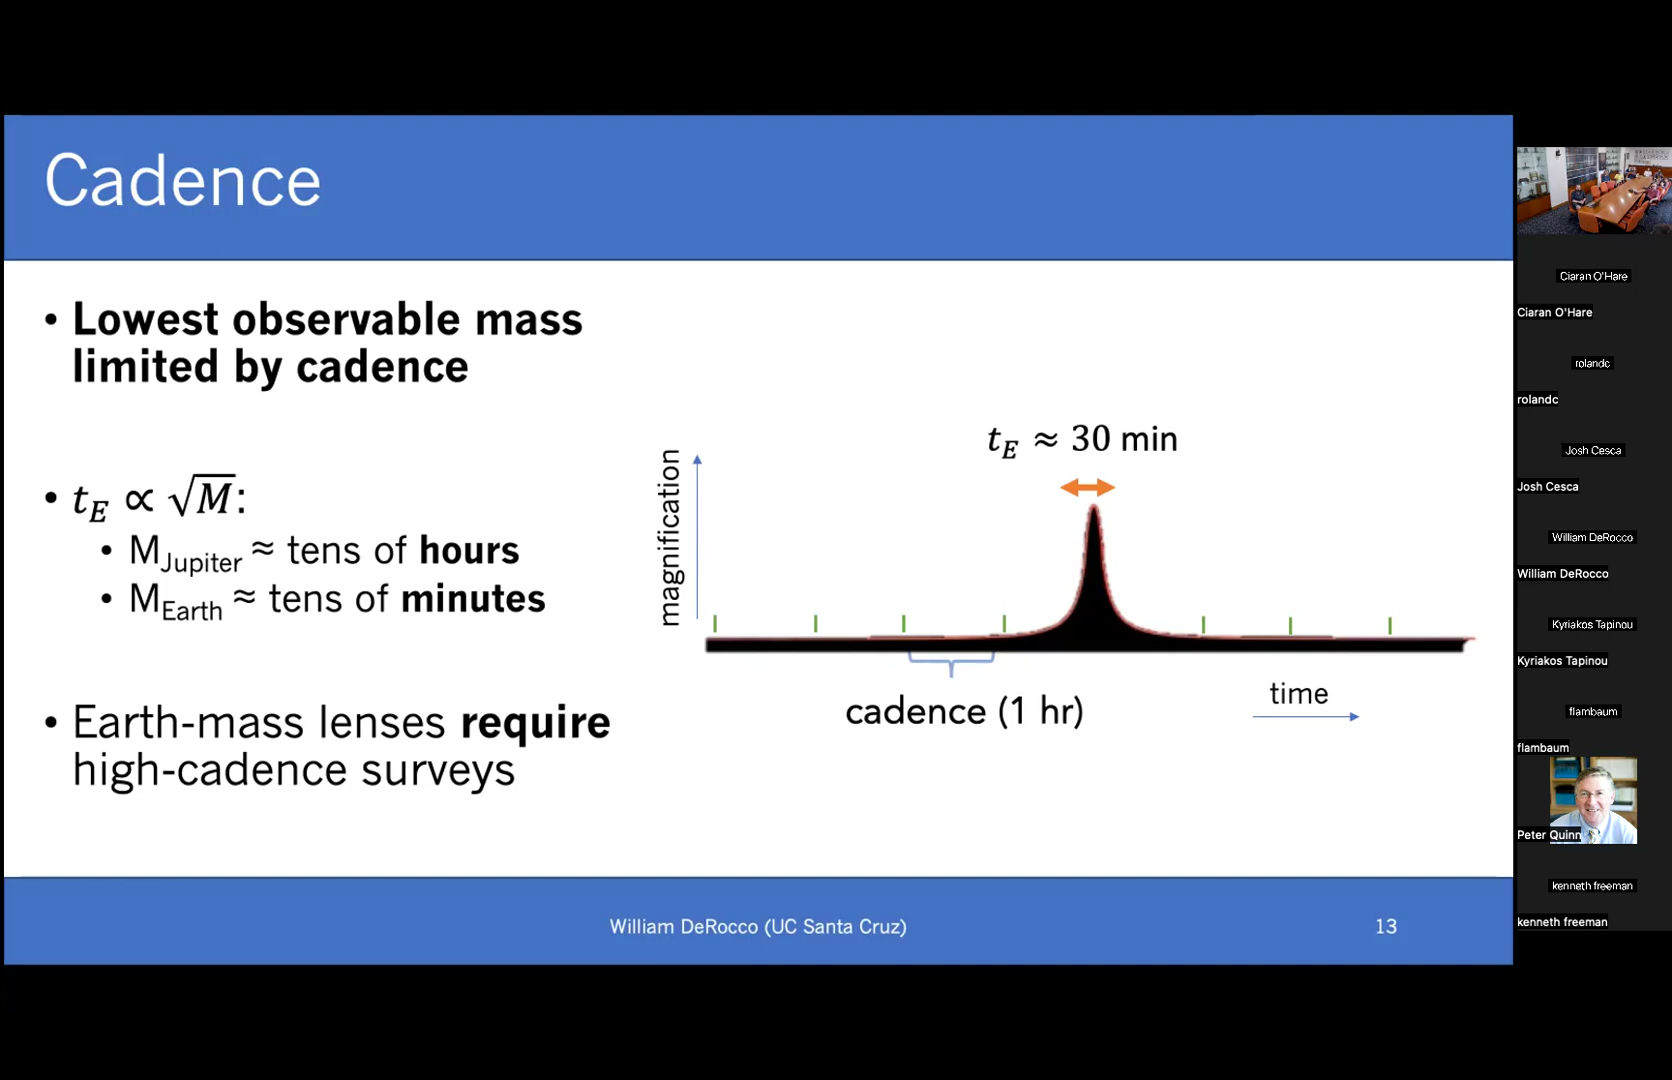 Cadence
• Lowest observable mass
limited by cadence
• t_E ∝ √M:
• M_Jupiter ≈ tens of hours
• M_Earth ≈ tens of minutes
• Earth-mass lenses require
high-cadence surveys
t_E ≈ 30 min
magnification
cadence (1 hr)
time
William DeRocco (UC Santa Cruz)
13
Ciaran O'Hare
Ciaran O'Hare
rolandc
rolandc
Josh Cesca
Josh Cesca
William DeRocco
William DeRocco
Kyriakos Tapinou
Kyriakos Tapinou
flambaum
flambaum
Peter Quinn
kenneth freeman
kenneth freeman